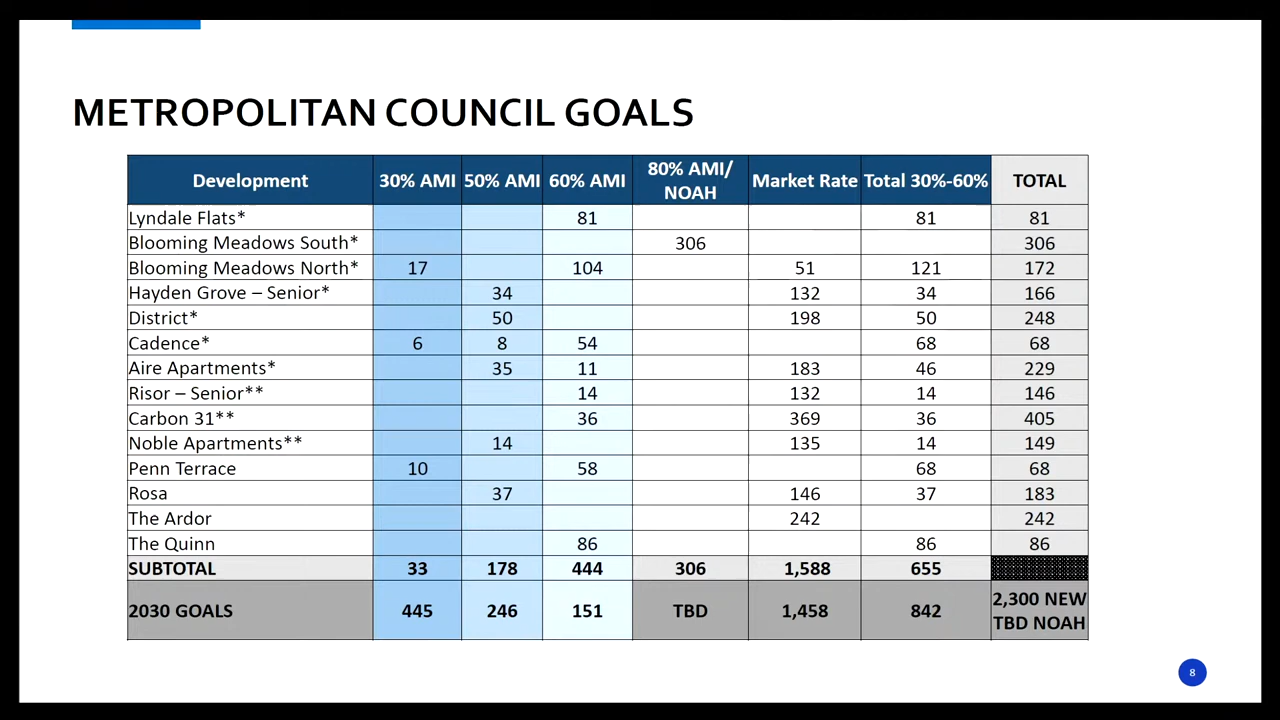 METROPOLITAN COUNCIL GOALS
Development 30% AMI 50% AMI 60% AMI 80% AMI/ NOAH Market Rate Total 30%-60% TOTAL
Lyndale Flats* 81 81 81
Blooming Meadows South* 306 306
Blooming Meadows North* 17 104 51 121 172
Hayden Grove – Senior* 34 132 34 166
District* 50 198 50 248
Cadence* 6 8 54 68 68
Aire Apartments* 35 11 183 46 229
Risor – Senior** 14 132 14 146
Carbon 31** 36 369 36 405
Noble Apartments** 14 135 14 149
Penn Terrace 10 58 68 68
Rosa 37 146 37 183
The Ardor 242 242
The Quinn 86 86 86
SUBTOTAL 33 178 444 306 1,588 655
2030 GOALS 445 246 151 TBD 1,458 842 2,300 NEW TBD NOAH
8